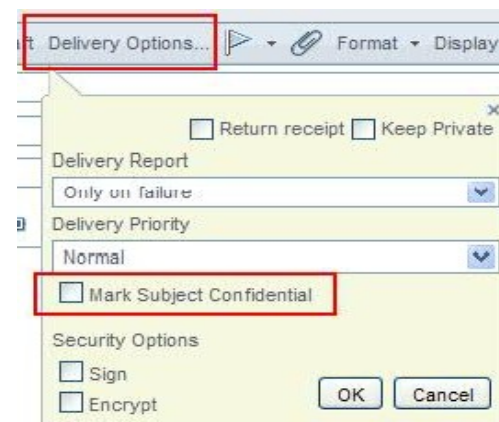 Delivery Options... Format Display
Return receipt Keep Private
Delivery Report
Only on failure
Delivery Priority
Normal
Mark Subject Confidential
Security Options
Sign
Encrypt
OK Cancel